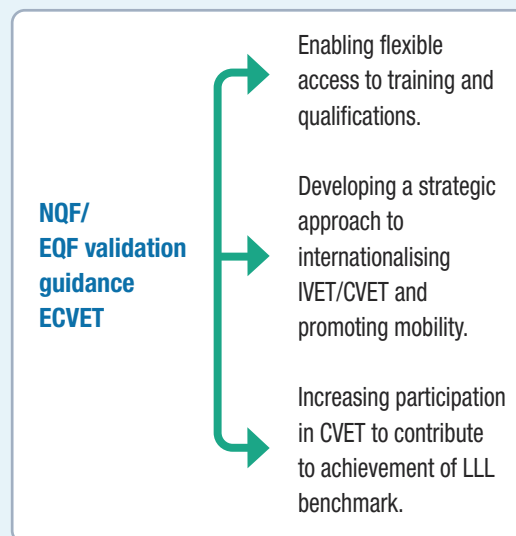 NQF/
EQF validation
guidance
ECVET
Enabling flexible
access to training and
qualifications.
Developing a strategic
approach to
internationalising
IVET/CVET and
promoting mobility.
Increasing participation
in CVET to contribute
to achievement of LLL
benchmark.